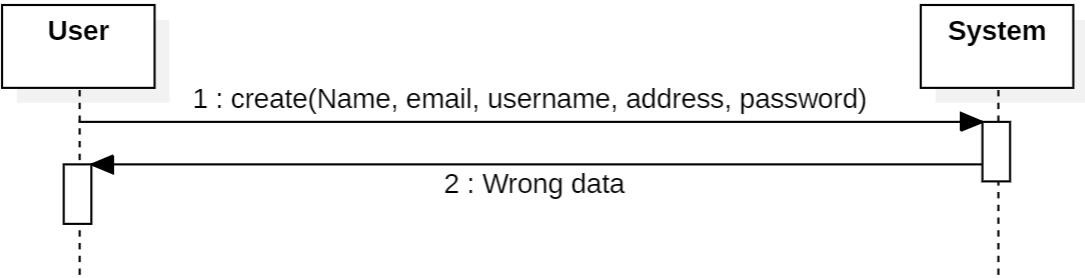 User
System
1 : create(Name, email, username, address, password)
2 : Wrong data